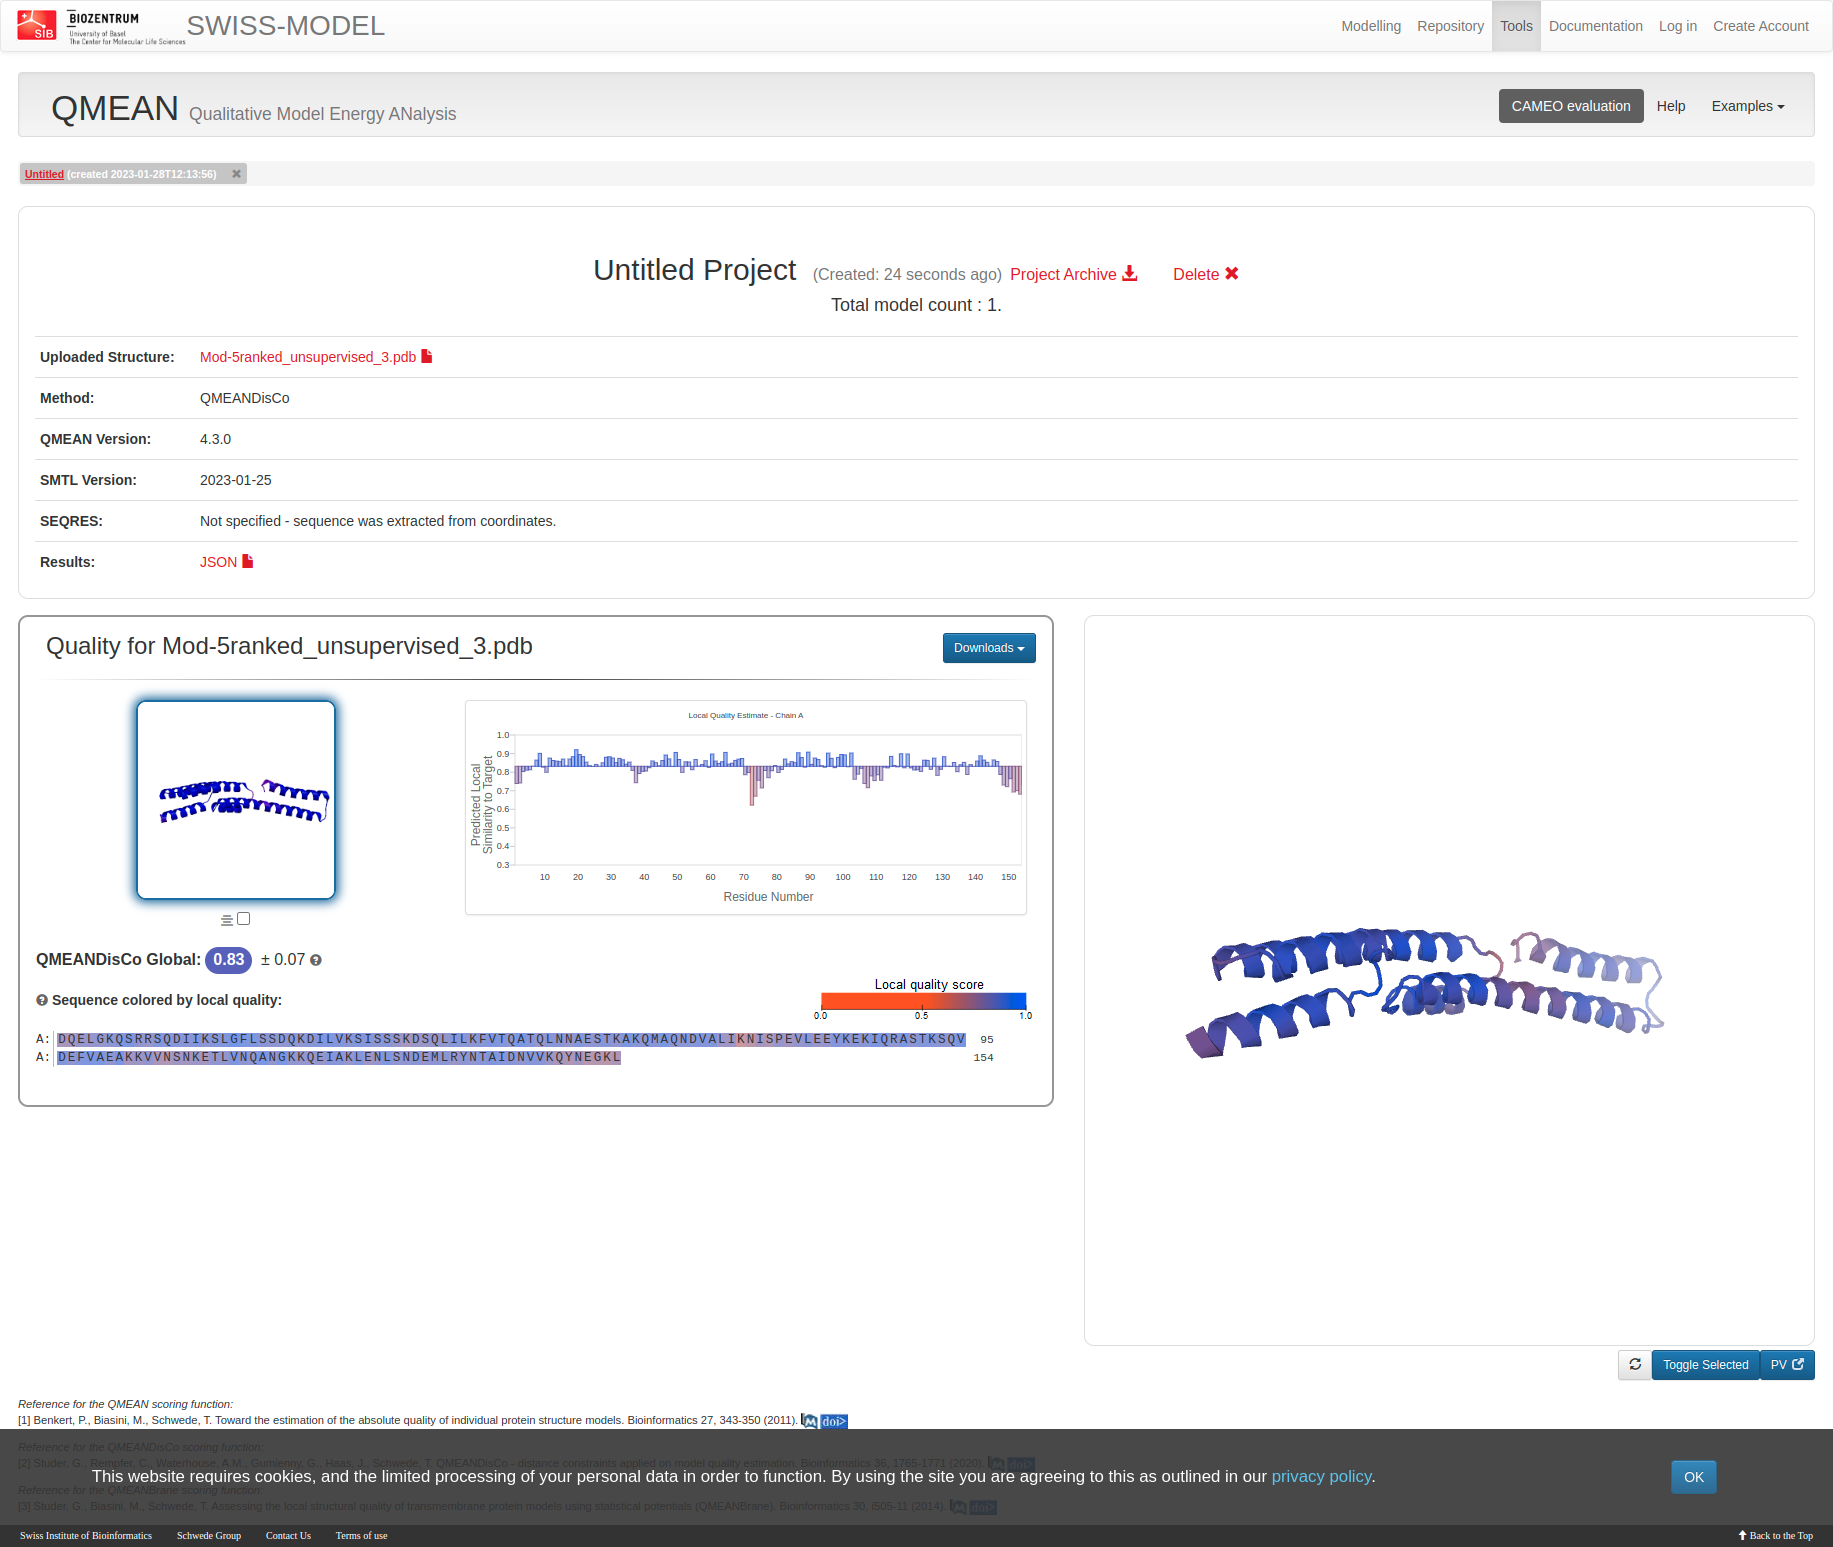 SIB
BIOZENTRUM
University of Basel
The Center for Molecular Life Sciences
SWISS-MODEL
Modelling Repository Tools Documentation Log in Create Account
QMEAN Qualitative Model Energy ANalysis
CAMEO evaluation Help Examples
Untitled (created 2023-01-28T12:13:56)
Untitled Project (Created: 24 seconds ago) Project Archive Delete
Total model count : 1.
Uploaded Structure: Mod-5ranked_unsupervised_3.pdb
Method: QMEANDisCo
QMEAN Version: 4.3.0
SMTL Version: 2023-01-25
SEQRES: Not specified - sequence was extracted from coordinates.
Results: JSON
Quality for Mod-5ranked_unsupervised_3.pdb
Downloads
Local Quality Estimate - Chain A
Predicted Local
Similarity to Target
1.0
0.9
0.8
0.7
0.6
0.5
0.4
0.3
10 20 30 40 50 60 70 80 90 100 110 120 130 140 150
Residue Number
QMEANDisCo Global: 0.83 ± 0.07
Sequence colored by local quality:
Local quality score
0.0 0.5 1.0
A: DQELGKQSRRSQDIIKSLGFLSSDQKDILVKSISSSKDSQLILKFVTQATQLNNAESTKAKQMAQNDVALIKNISPEVLEEYKEKIQRASTKSQV 95
A: DEFVAEAKKVVNSNKETLVNQANGKKQEIAKLENLSNDEMLRYNTAIDNVVKQYNEGKL 154
Toggle Selected PV
Reference for the QMEAN scoring function:
[1] Benkert, P., Biasini, M., Schwede, T. Toward the estimation of the absolute quality of individual protein structure models. Bioinformatics 27, 343-350 (2011). M doi>
Reference for the QMEANDisCo scoring function:
[2] Studer, G., Rempfer, C., Waterhouse, A.M., Gumienny, G., Haas, J., Schwede, T. QMEANDisCo - distance constraints applied on model quality estimation. Bioinformatics 36, 1765-1771 (2020). M doi>
This website requires cookies, and the limited processing of your personal data in order to function. By using the site you are agreeing to this as outlined in our privacy policy.
OK
Reference for the QMEANBrane scoring function:
[3] Studer, G., Biasini, M., Schwede, T. Assessing the local structural quality of transmembrane protein models using statistical potentials (QMEANBrane). Bioinformatics 30, i505-11 (2014). M doi>
Swiss Institute of Bioinformatics Schwede Group Contact Us Terms of use Back to the Top